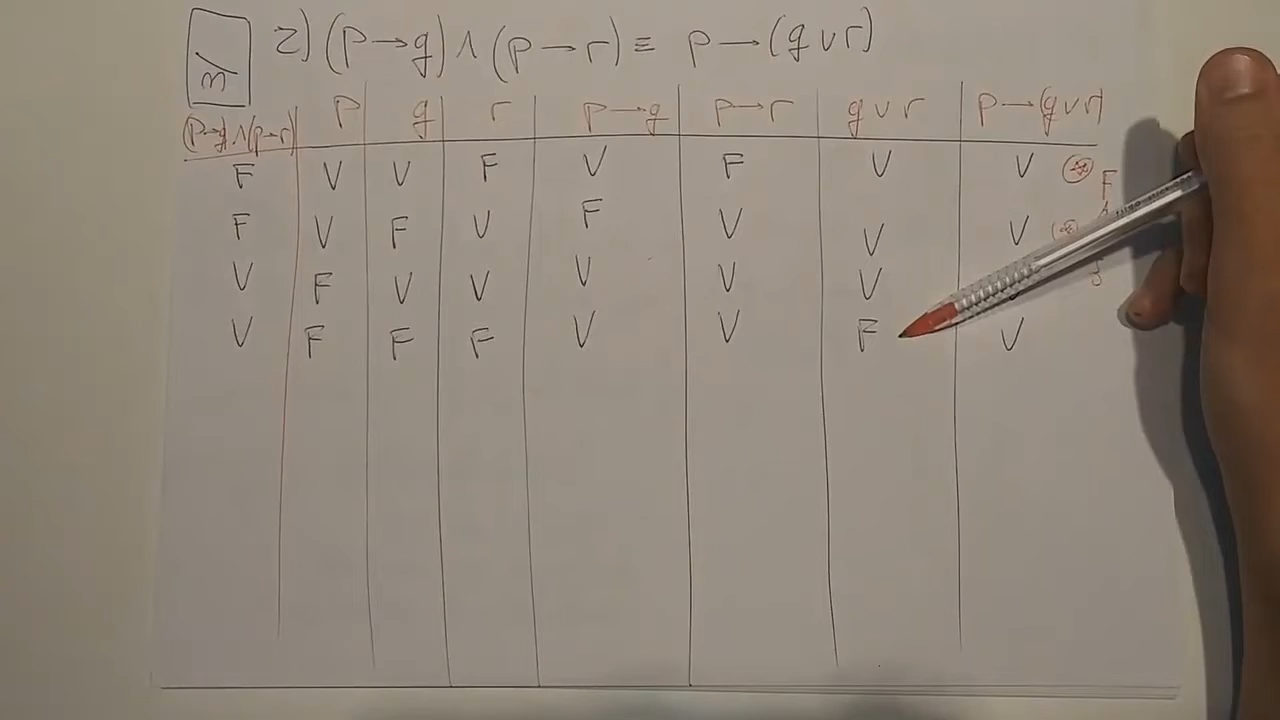 3) 2) (p→q) ∧ (p→r) ≡ p→(q∨r)
(p→q)∧(p→r) p q r p→q p→r q∨r p→(q∨r)
F V V F V F V V F
F V F V F V V V
V F V V V V V
V F F F V V F V